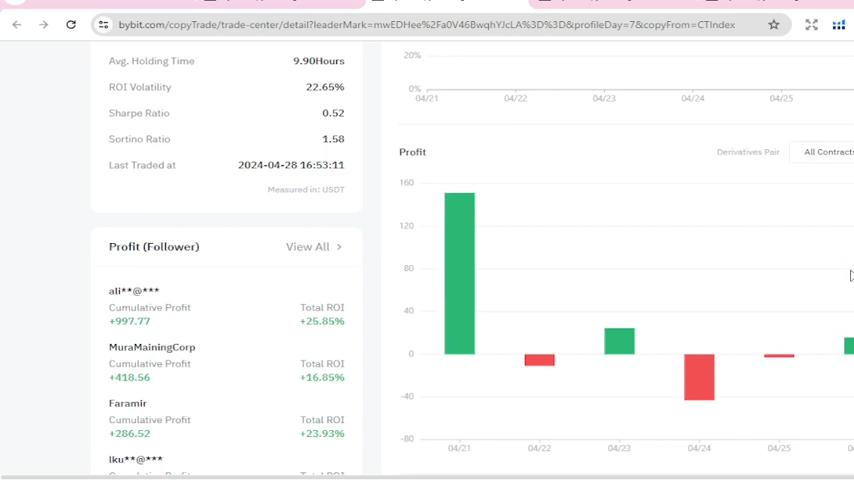 bybit.com/copyTrade/trade-center/detail?leaderMark=mwEDHee%2Fa0V46BwqhYJcLA%3D%3D&profileDay=7&copyFrom=CTIndex
Avg. Holding Time 9.90Hours
ROI Volatility 22.65%
Sharpe Ratio 0.52
Sortino Ratio 1.58
Last Traded at 2024-04-28 16:53:11
Measured in: USDT
Profit (Follower) View All >
ali**@***
Cumulative Profit Total ROI
+997.77 +25.85%
MuraMainingCorp
Cumulative Profit Total ROI
+418.56 +16.85%
Faramir
Cumulative Profit Total ROI
+286.52 +23.93%
lku**@***
20%
0%
04/21 04/22 04/23 04/24 04/25
Profit Derivatives Pair All Contracts
160
120
80
40
0
-40
-80
04/21 04/22 04/23 04/24 04/25